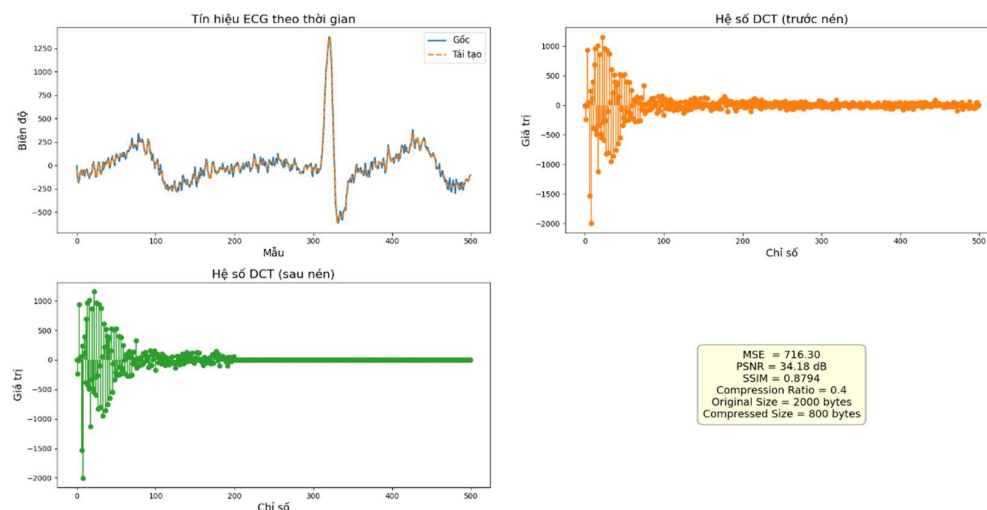 Tín hiệu ECG theo thời gian
Gốc
Tái tạo
Biên độ
1250
1000
750
500
250
0
−250
−500
0 100 200 300 400 500
Mẫu
Hệ số DCT (trước nén)
Giá trị
1000
500
0
−500
−1000
−1500
−2000
0 100 200 300 400 500
Chỉ số
Hệ số DCT (sau nén)
Giá trị
1000
500
0
−500
−1000
−1500
−2000
0 100 200 300 400 500
Chỉ số
MSE = 716.30
PSNR = 34.18 dB
SSIM = 0.8794
Compression Ratio = 0.4
Original Size = 2000 bytes
Compressed Size = 800 bytes